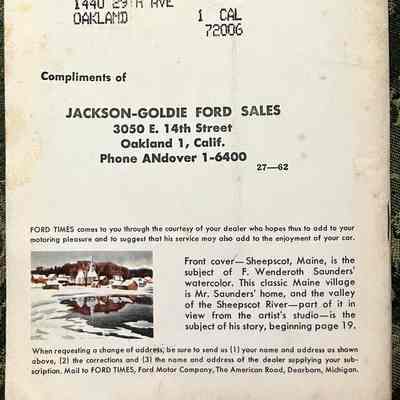 1440 29TH AVE
OAKLAND 1 CAL
72006
Compliments of
JACKSON-GOLDIE FORD SALES
3050 E. 14th Street
Oakland 1, Calif.
Phone ANdover 1-6400
27—62
FORD TIMES comes to you through the courtesy of your dealer who hopes thus to add to your
motoring pleasure and to suggest that his service may also add to the enjoyment of your car.
Front cover—Sheepscot, Maine, is the
subject of F. Wenderoth Saunders'
watercolor. This classic Maine village
is Mr. Saunders' home, and the valley
of the Sheepscot River—part of it in
view from the artist's studio—is the
subject of his story, beginning page 19.
When requesting a change of address, be sure to send us (1) your name and address as shown
above, (2) the corrections and (3) the name and address of the dealer supplying your sub-
scription. Mail to FORD TIMES, Ford Motor Company, The American Road, Dearborn, Michigan.